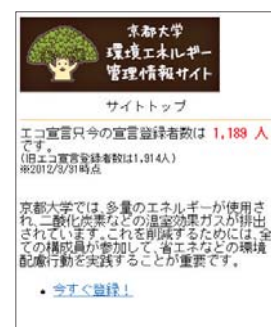 京都大学
環境エネルギー
管理情報サイト
サイトトップ
エコ宣言只今の宣言登録者数は 1,189 人
です。
(旧エコ宣言登録者数は1,914人)
※2012/3/31時点
京都大学では、多量のエネルギーが使用さ
れ、二酸化炭素などの温室効果ガスが排出
されています。これを削減するためには、全
ての構成員が参加して、省エネなどの環境
配慮行動を実践することが重要です。
• 今すぐ登録！